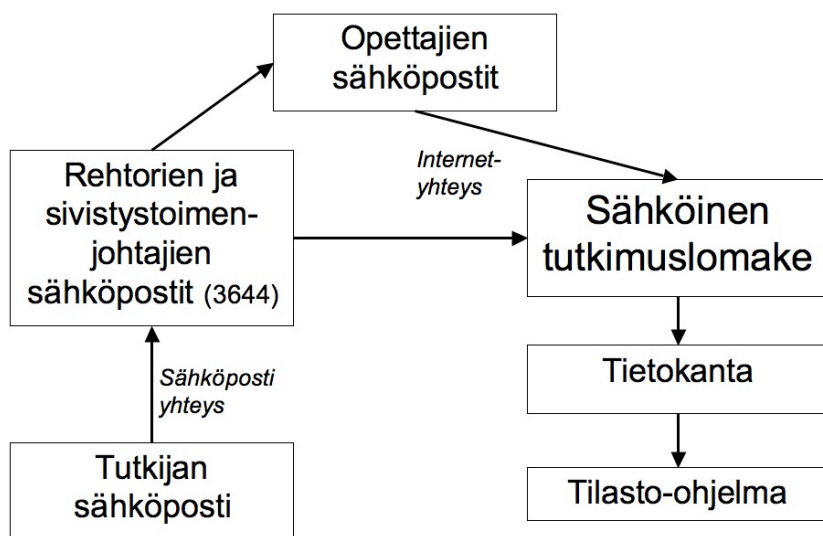 Opettajien
sähköpostit
Internet-
yhteys
Rehtorien ja
sivistystoimen-
johtajien
sähköpostit (3644)
Sähköinen
tutkimuslomake
Sähköposti
yhteys
Tietokanta
Tutkijan
sähköposti
Tilasto-ohjelma